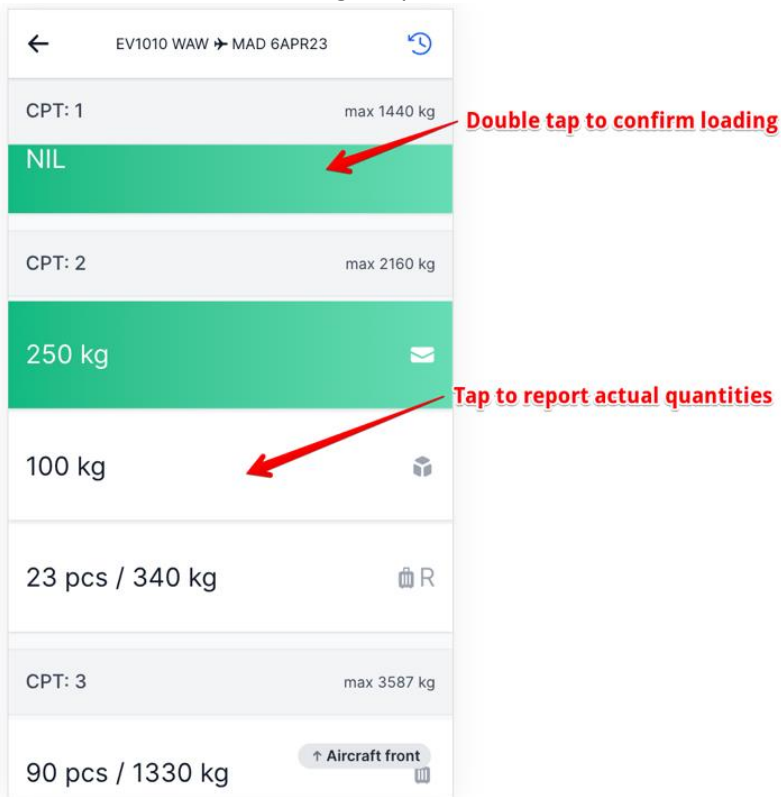 EV1010 WAW ✈ MAD 6APR23
CPT: 1 max 1440 kg
Double tap to confirm loading
NIL
CPT: 2 max 2160 kg
250 kg
Tap to report actual quantities
100 kg
23 pcs / 340 kg R
CPT: 3 max 3587 kg
↑ Aircraft front
90 pcs / 1330 kg